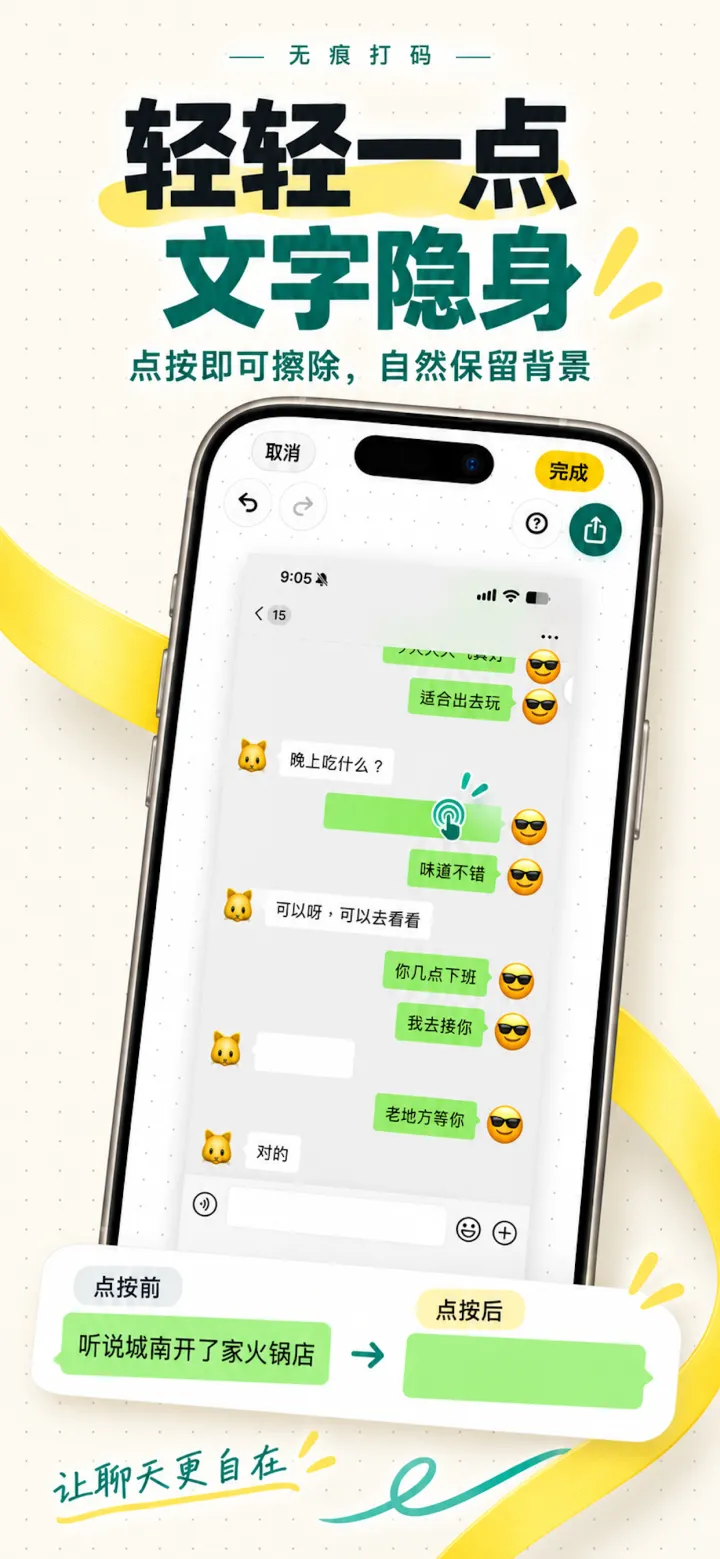 无痕打码
轻轻一点
文字隐身
点按即可擦除，自然保留背景
取消
完成
9:05
15
适合出去玩
晚上吃什么？
味道不错
可以呀，可以去看看
你几点下班
我去接你
老地方等你
对的
点按前
点按后
听说城南开了家火锅店
让聊天更自在